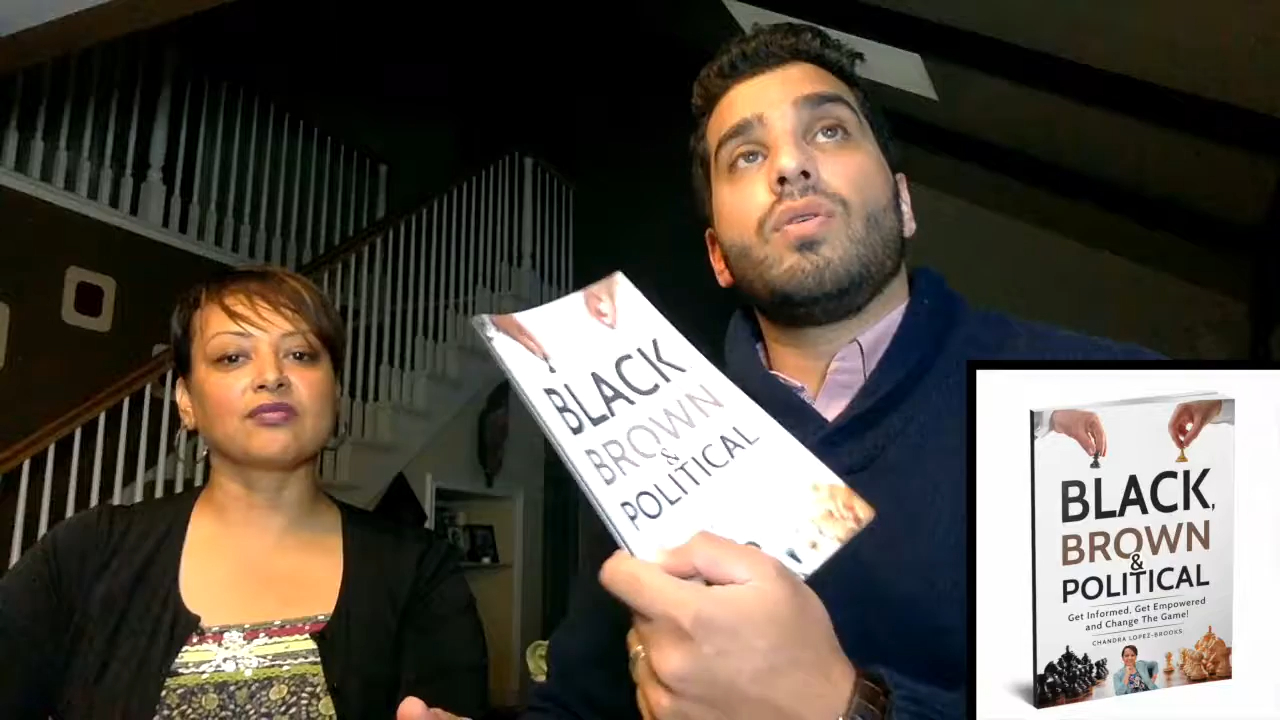 BLACK,
BROWN
&
POLITICAL
BLACK,
BROWN
&
POLITICAL
Get Informed, Get Empowered
and Change The Game!
CHANDRA LOPEZ-BROOKS